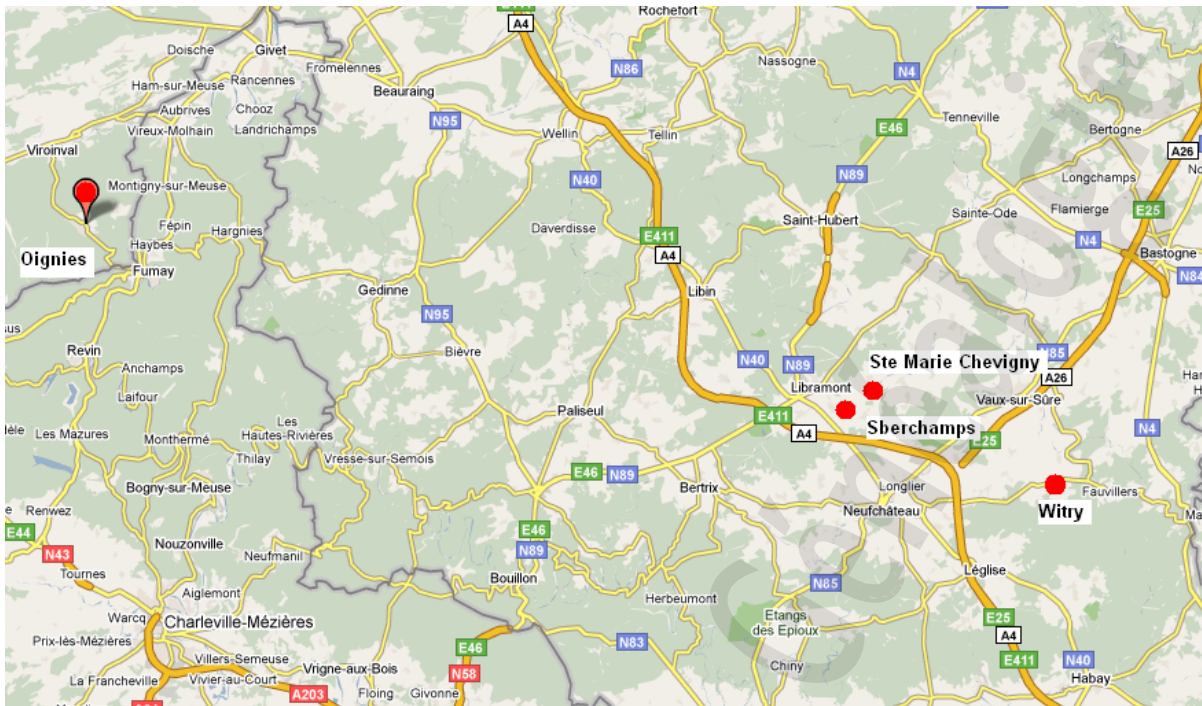 E411
A4
Rochefort
Doische
Givet
Fromelennes
N86
N4
Nassogne
Ham-sur-Meuse
Rancennes
Beauraing
Aubrives
Chooz
N95
Wellin
Tellin
E46
Tenneville
Bertogne
Vireux-Molhain
Landrichamps
A26
Viroinval
N40
N89
Longchamps
Montigny-sur-Meuse
Saint-Hubert
Sainte-Ode
Flamierge
E25
Fépin
Hargnies
Daverdisse
E411
N4
Oignies
Haybes
A4
Bastogne
Fumay
N84
Gedinne
Libin
N95
Revin
Bièvre
N40
N89
Ste Marie Chevigny
N85
Anchamps
A26
Libramont
Laifour
Paliseul
E411
Vaux-sur-Sûre
Sberchamps
Les Mazures
Monthermé
Les
Hautes-Rivières
A4
E25
N4
Thilay
Vresse-sur-Semois
E46
N89
Bogny-sur-Meuse
Bertrix
Longlier
Fauvillers
Renwez
Neufchâteau
Witry
E44
E46
N43
Nouzonville
Neufmanil
N89
Tournes
Bouillon
Léglise
N85
Aiglemont
Herbeumont
Warcq
Charleville-Mézières
Etangs
des Epioux
E25
Prix-lès-Mézières
E46
N83
A4
Villers-Semeuse
Vrigne-aux-Bois
N58
Chiny
E411
N40
La Francheville
Vivier-au-Court
A203
Floing
Givonne
Habay